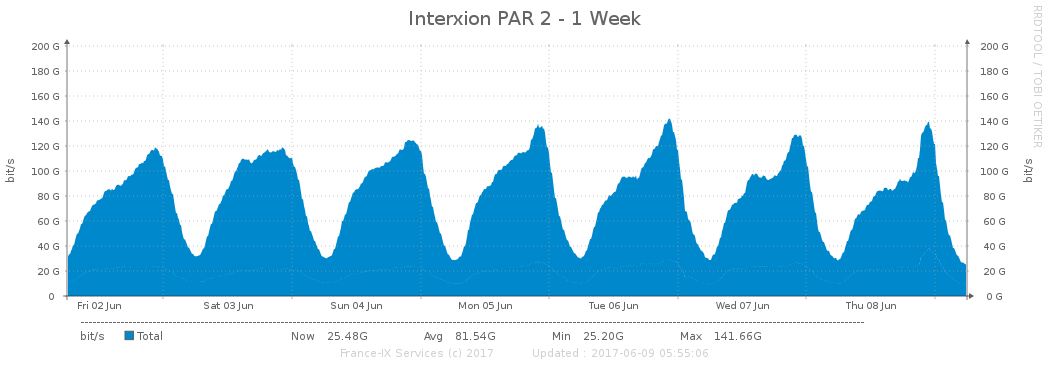 Interxion PAR 2 - 1 Week
RRDTOOL / TOBI OETIKER
bit/s
200 G
180 G
160 G
140 G
120 G
100 G
80 G
60 G
40 G
20 G
0
200 G
180 G
160 G
140 G
120 G
100 G
80 G
60 G
40 G
20 G
0 G
bit/s
Fri 02 Jun Sat 03 Jun Sun 04 Jun Mon 05 Jun Tue 06 Jun Wed 07 Jun Thu 08 Jun
bit/s Total Now 25.48G Avg 81.54G Min 25.20G Max 141.66G
France-IX Services (c) 2017 Updated : 2017-06-09 05:55:06